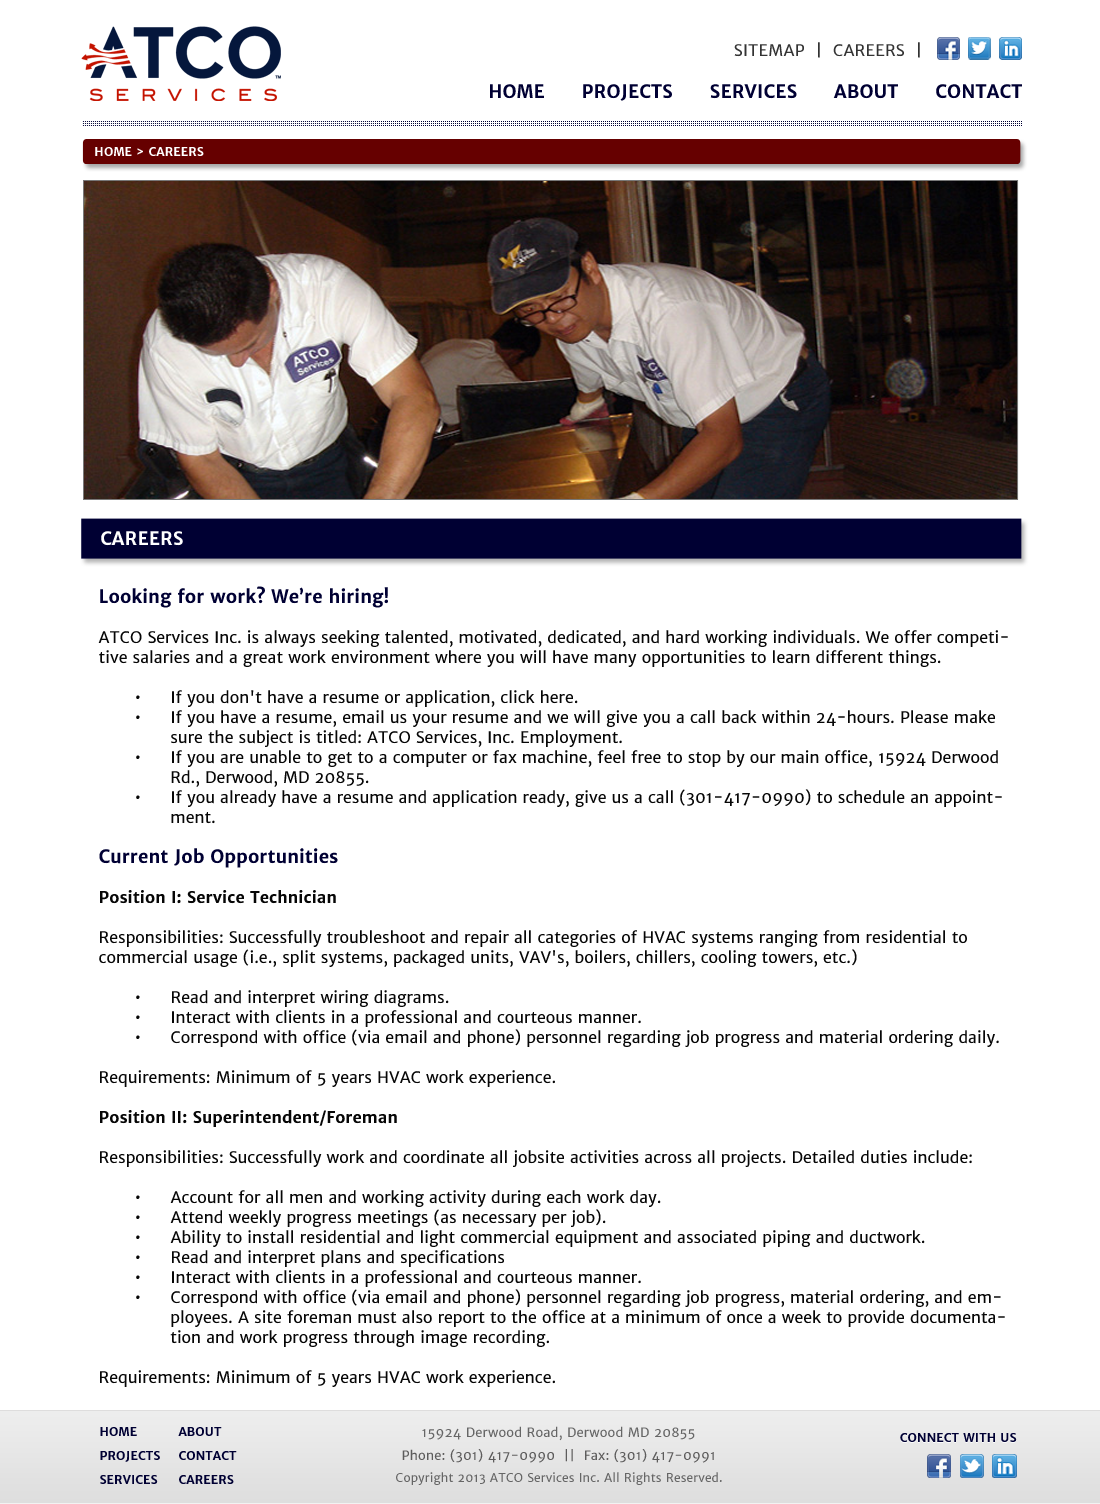 ATCO
SERVICES
SITEMAP | CAREERS |
HOME PROJECTS SERVICES ABOUT CONTACT
HOME > CAREERS
ATCO
Services
CAREERS
Looking for work? We’re hiring!
ATCO Services Inc. is always seeking talented, motivated, dedicated, and hard working individuals. We offer competi-
tive salaries and a great work environment where you will have many opportunities to learn different things.
• If you don't have a resume or application, click here.
• If you have a resume, email us your resume and we will give you a call back within 24-hours. Please make
sure the subject is titled: ATCO Services, Inc. Employment.
• If you are unable to get to a computer or fax machine, feel free to stop by our main office, 15924 Derwood
Rd., Derwood, MD 20855.
• If you already have a resume and application ready, give us a call (301-417-0990) to schedule an appoint-
ment.
Current Job Opportunities
Position I: Service Technician
Responsibilities: Successfully troubleshoot and repair all categories of HVAC systems ranging from residential to
commercial usage (i.e., split systems, packaged units, VAV's, boilers, chillers, cooling towers, etc.)
• Read and interpret wiring diagrams.
• Interact with clients in a professional and courteous manner.
• Correspond with office (via email and phone) personnel regarding job progress and material ordering daily.
Requirements: Minimum of 5 years HVAC work experience.
Position II: Superintendent/Foreman
Responsibilities: Successfully work and coordinate all jobsite activities across all projects. Detailed duties include:
• Account for all men and working activity during each work day.
• Attend weekly progress meetings (as necessary per job).
• Ability to install residential and light commercial equipment and associated piping and ductwork.
• Read and interpret plans and specifications
• Interact with clients in a professional and courteous manner.
• Correspond with office (via email and phone) personnel regarding job progress, material ordering, and em-
ployees. A site foreman must also report to the office at a minimum of once a week to provide documenta-
tion and work progress through image recording.
Requirements: Minimum of 5 years HVAC work experience.
HOME ABOUT
PROJECTS CONTACT
SERVICES CAREERS
15924 Derwood Road, Derwood MD 20855
Phone: (301) 417-0990 || Fax: (301) 417-0991
Copyright 2013 ATCO Services Inc. All Rights Reserved.
CONNECT WITH US